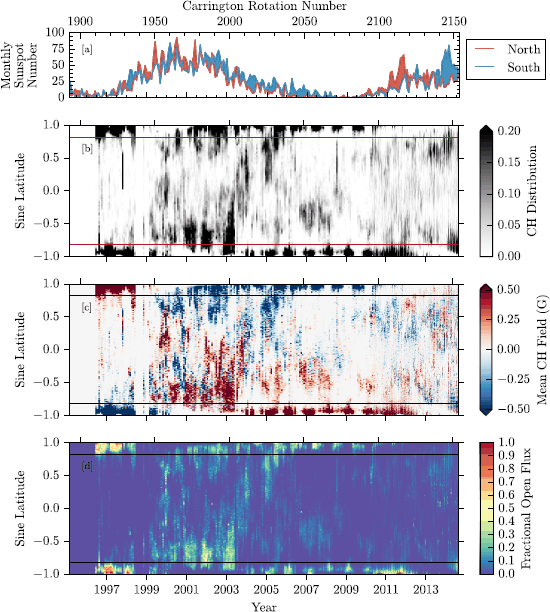 Carrington Rotation Number
1900 1950 2000 2050 2100 2150
Monthly
Sunspot
Number
100
75
50
25
0
[a]
North
South
Sine Latitude
1.0
0.5
0.0
−0.5
−1.0
[b]
0.20
0.15
0.10
0.05
0.00
CH Distribution
Sine Latitude
1.0
0.5
0.0
−0.5
−1.0
[c]
0.50
0.25
0.00
−0.25
−0.50
Mean CH Field (G)
Sine Latitude
1.0
0.5
0.0
−0.5
−1.0
[d]
1.0
0.9
0.8
0.7
0.6
0.5
0.4
0.3
0.2
0.1
0.0
Fractional Open Flux
1997 1999 2001 2003 2005 2007 2009 2011 2013
Year